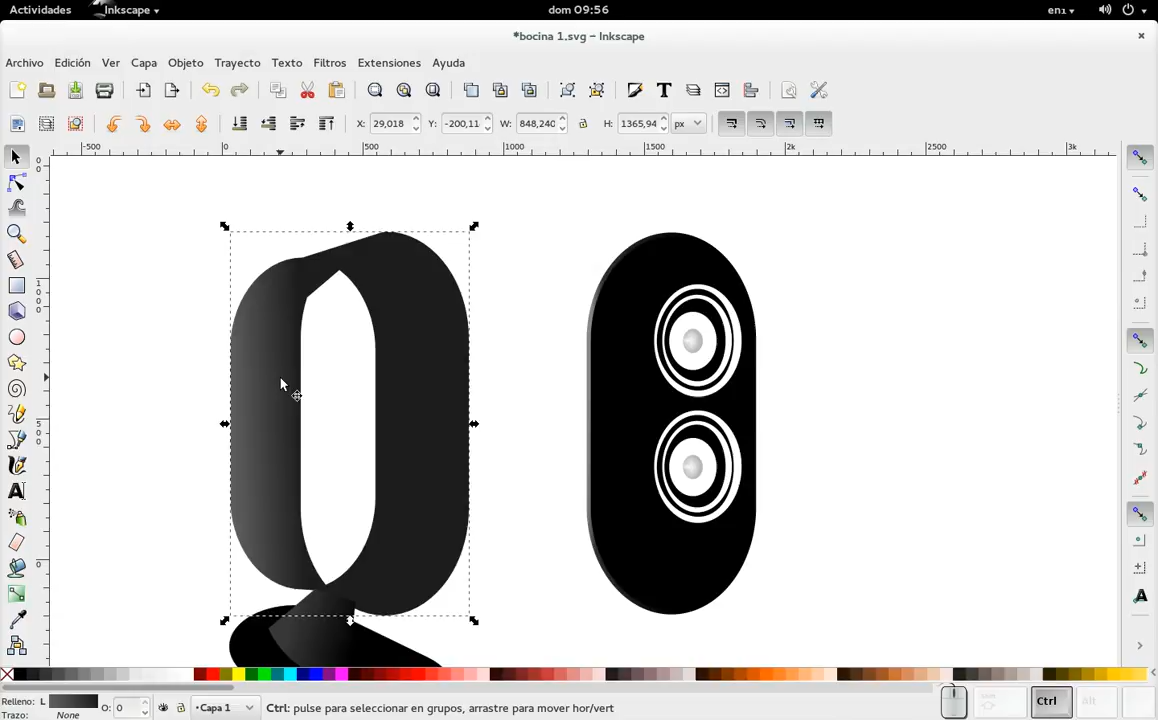 Actividades Inkscape dom 09:56 en₁
*bocina 1.svg – Inkscape ×
Archivo Edición Ver Capa Objeto Trayecto Texto Filtros Extensiones Ayuda
X: 29,018 Y: -200,11 W: 848,240 H: 1365,94 px
-500 0 500 1000 1500 2k 2500 3k
Relleno: L O: 0 Capa 1 Ctrl: pulse para seleccionar en grupos, arrastre para mover hor/vert Ctrl Alt
Trazo: None